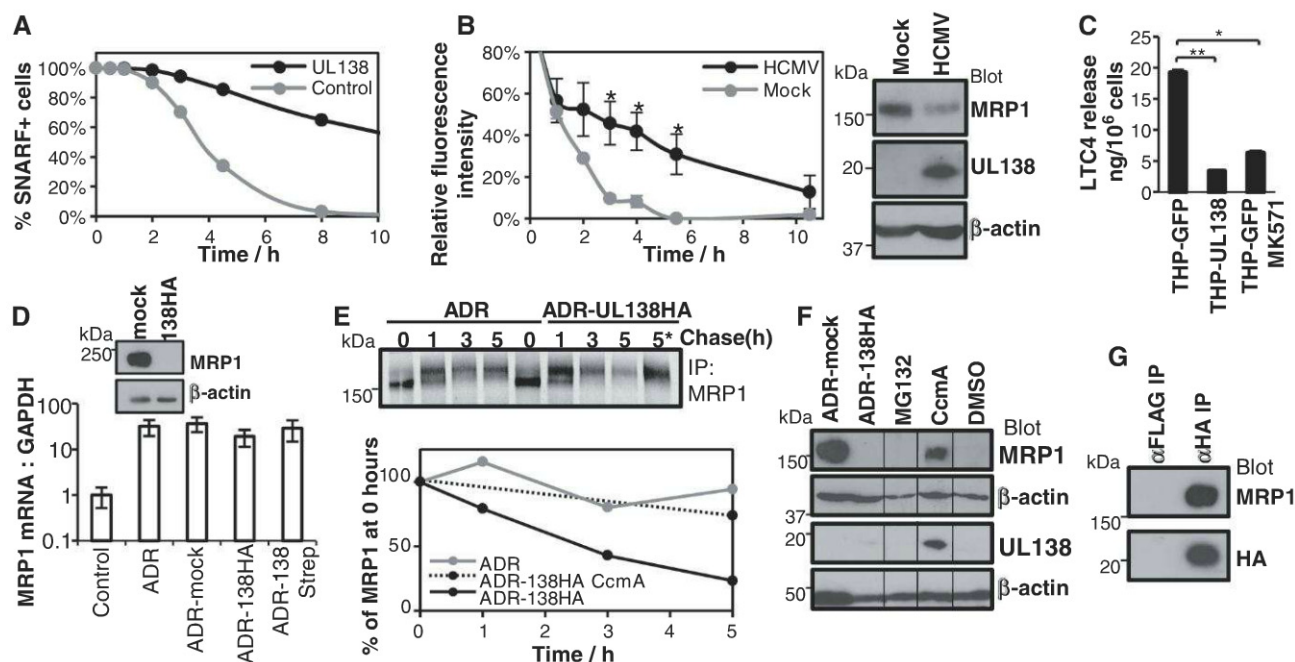 A
% SNARF+ cells
100%
80%
60%
40%
20%
0%
UL138
Control
0 2 4 6 8 10
Time / h
B
Relative fluorescence
intensity
80%
60%
40%
20%
0%
HCMV
Mock
* * *
0 2 4 6 8 10
Time / h
Mock
HCMV
kDa
Blot
150
MRP1
20
UL138
37
β-actin
C
LTC4 release
ng/10⁶ cells
25
20
15
10
5
0
*
**
THP-GFP
THP-UL138
THP-GFP
MK571
D
mock
138HA
kDa
250
MRP1
β-actin
MRP1 mRNA : GAPDH
100
10
1
0.1
Control
ADR
ADR-mock
ADR-138HA
ADR-138
Strep.
E
ADR ADR-UL138HA
kDa 0 1 3 5 0 1 3 5 5* Chase(h)
150
IP:
MRP1
% of MRP1 at 0 hours
100
50
0
ADR
ADR-138HA CcmA
ADR-138HA
0 1 2 3 4 5
Time / h
F
ADR-mock
ADR-138HA
MG132
CcmA
DMSO
kDa
Blot
150
MRP1
β-actin
37
20
UL138
50
β-actin
G
αFLAG IP
αHA IP
kDa
Blot
MRP1
150
20
HA